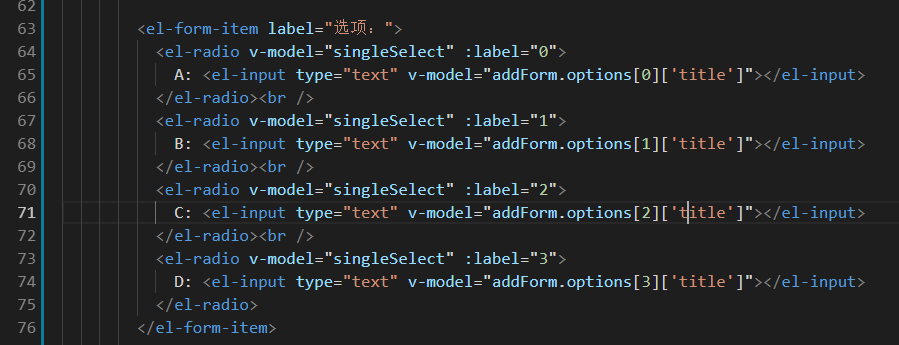 62
63 <el-form-item label="选项：">
64 <el-radio v-model="singleSelect" :label="0">
65 A: <el-input type="text" v-model="addForm.options[0]['title']"></el-input>
66 </el-radio><br />
67 <el-radio v-model="singleSelect" :label="1">
68 B: <el-input type="text" v-model="addForm.options[1]['title']"></el-input>
69 </el-radio><br />
70 <el-radio v-model="singleSelect" :label="2">
71 C: <el-input type="text" v-model="addForm.options[2]['title']"></el-input>
72 </el-radio><br />
73 <el-radio v-model="singleSelect" :label="3">
74 D: <el-input type="text" v-model="addForm.options[3]['title']"></el-input>
75 </el-radio>
76 </el-form-item>